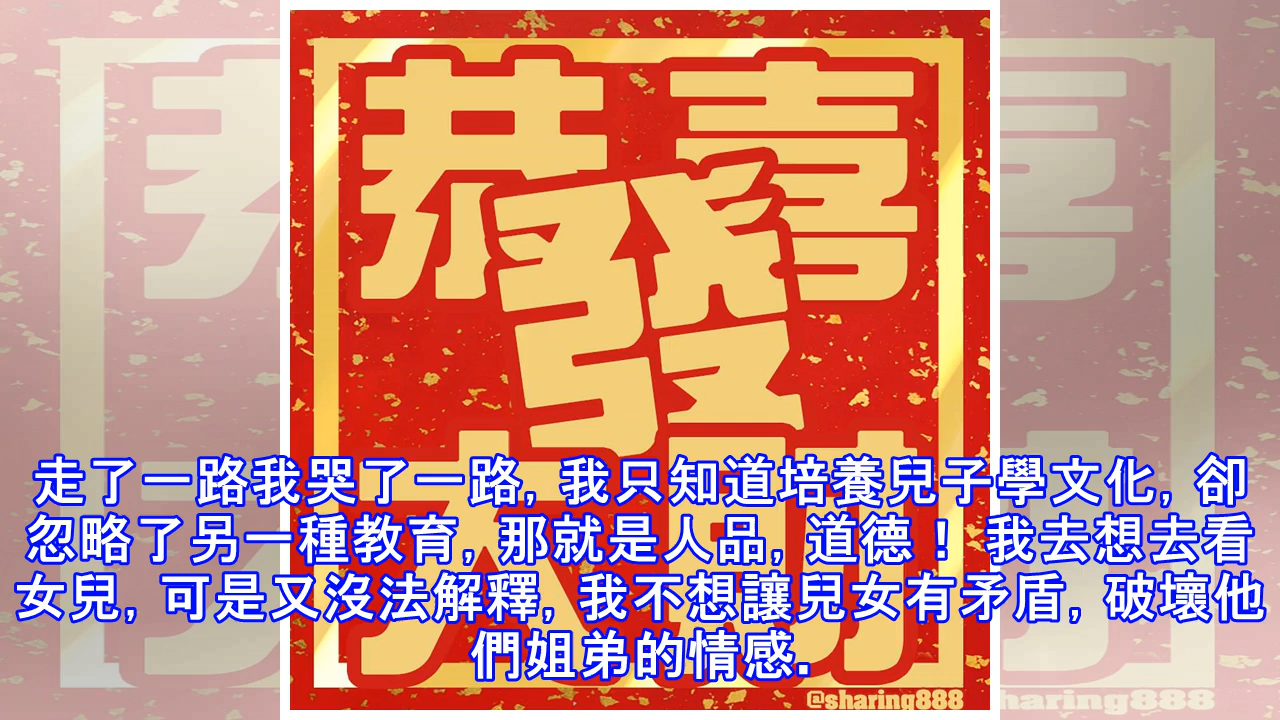 恭喜
發
大財
走了一路我哭了一路, 我只知道培養兒子學文化, 卻
忽略了另一種教育, 那就是人品, 道德！我去想去看
女兒, 可是又沒法解釋, 我不想讓兒女有矛盾, 破壞他
們姐弟的情感.
@sharing888
haring888